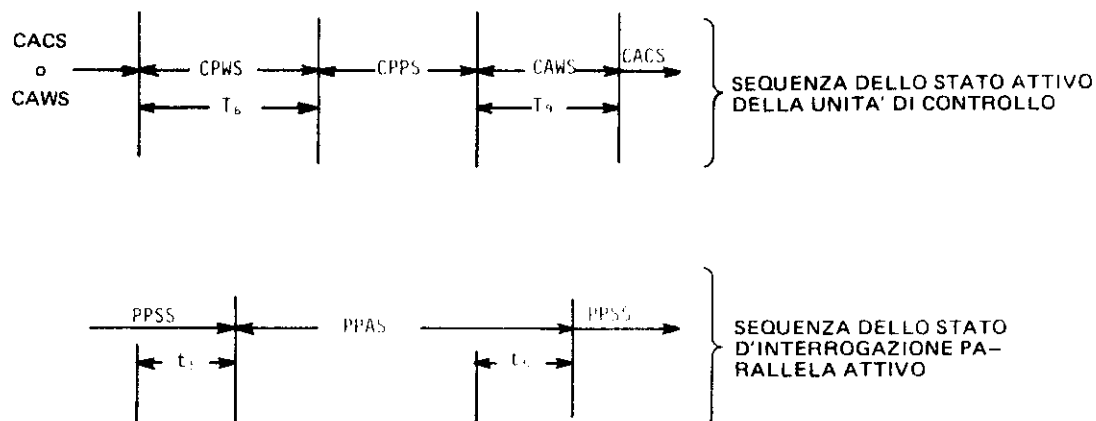 CACS
o
CAWS
CPWS
CPPS
CAWS
CACS
T6
T9
SEQUENZA DELLO STATO ATTIVO
DELLA UNITA' DI CONTROLLO
PPSS
PPAS
PPSS
SEQUENZA DELLO STATO
D'INTERROGAZIONE PA–
RALLELA ATTIVO